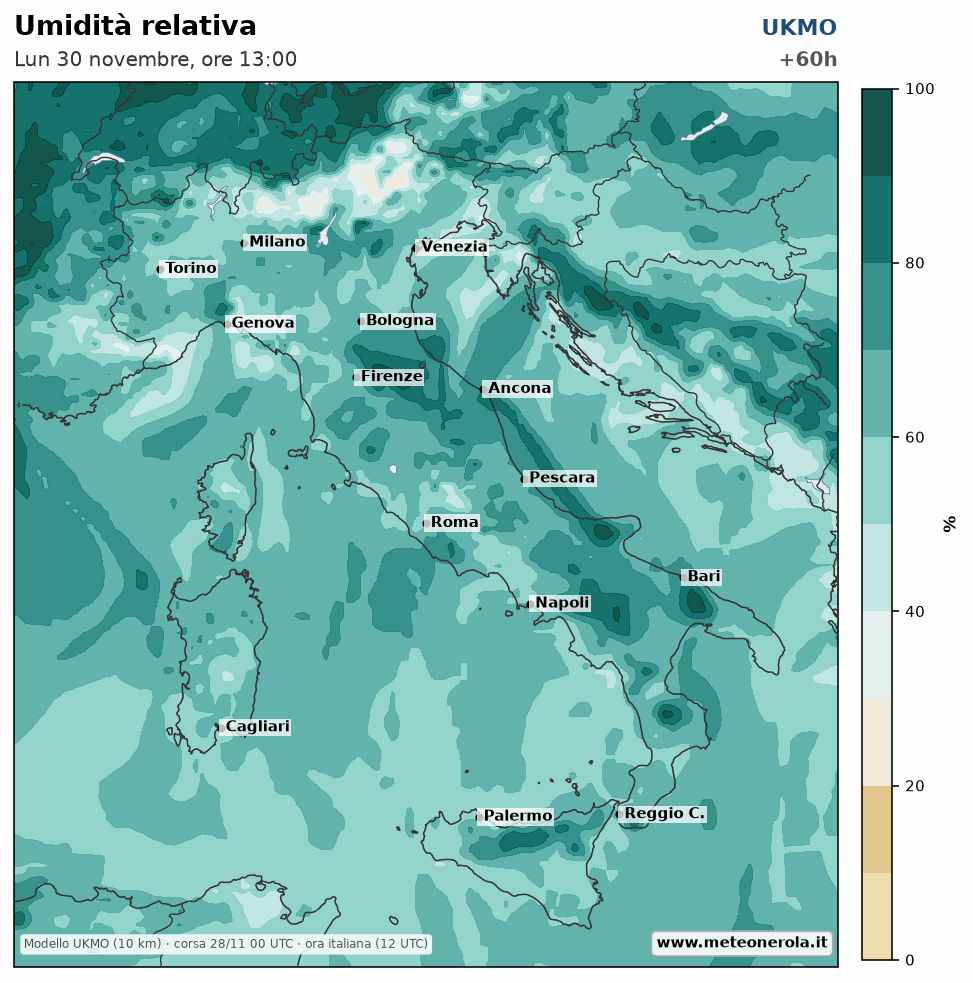 Umidità relativa
UKMO
Lun 30 novembre, ore 13:00
+60h
100
80
60
40
20
0
%
Milano
Venezia
Torino
Genova
Bologna
Firenze
Ancona
Pescara
Roma
Bari
Napoli
Cagliari
Palermo
Reggio C.
Modello UKMO (10 km) · corsa 28/11 00 UTC · ora italiana (12 UTC)
www.meteonerola.it